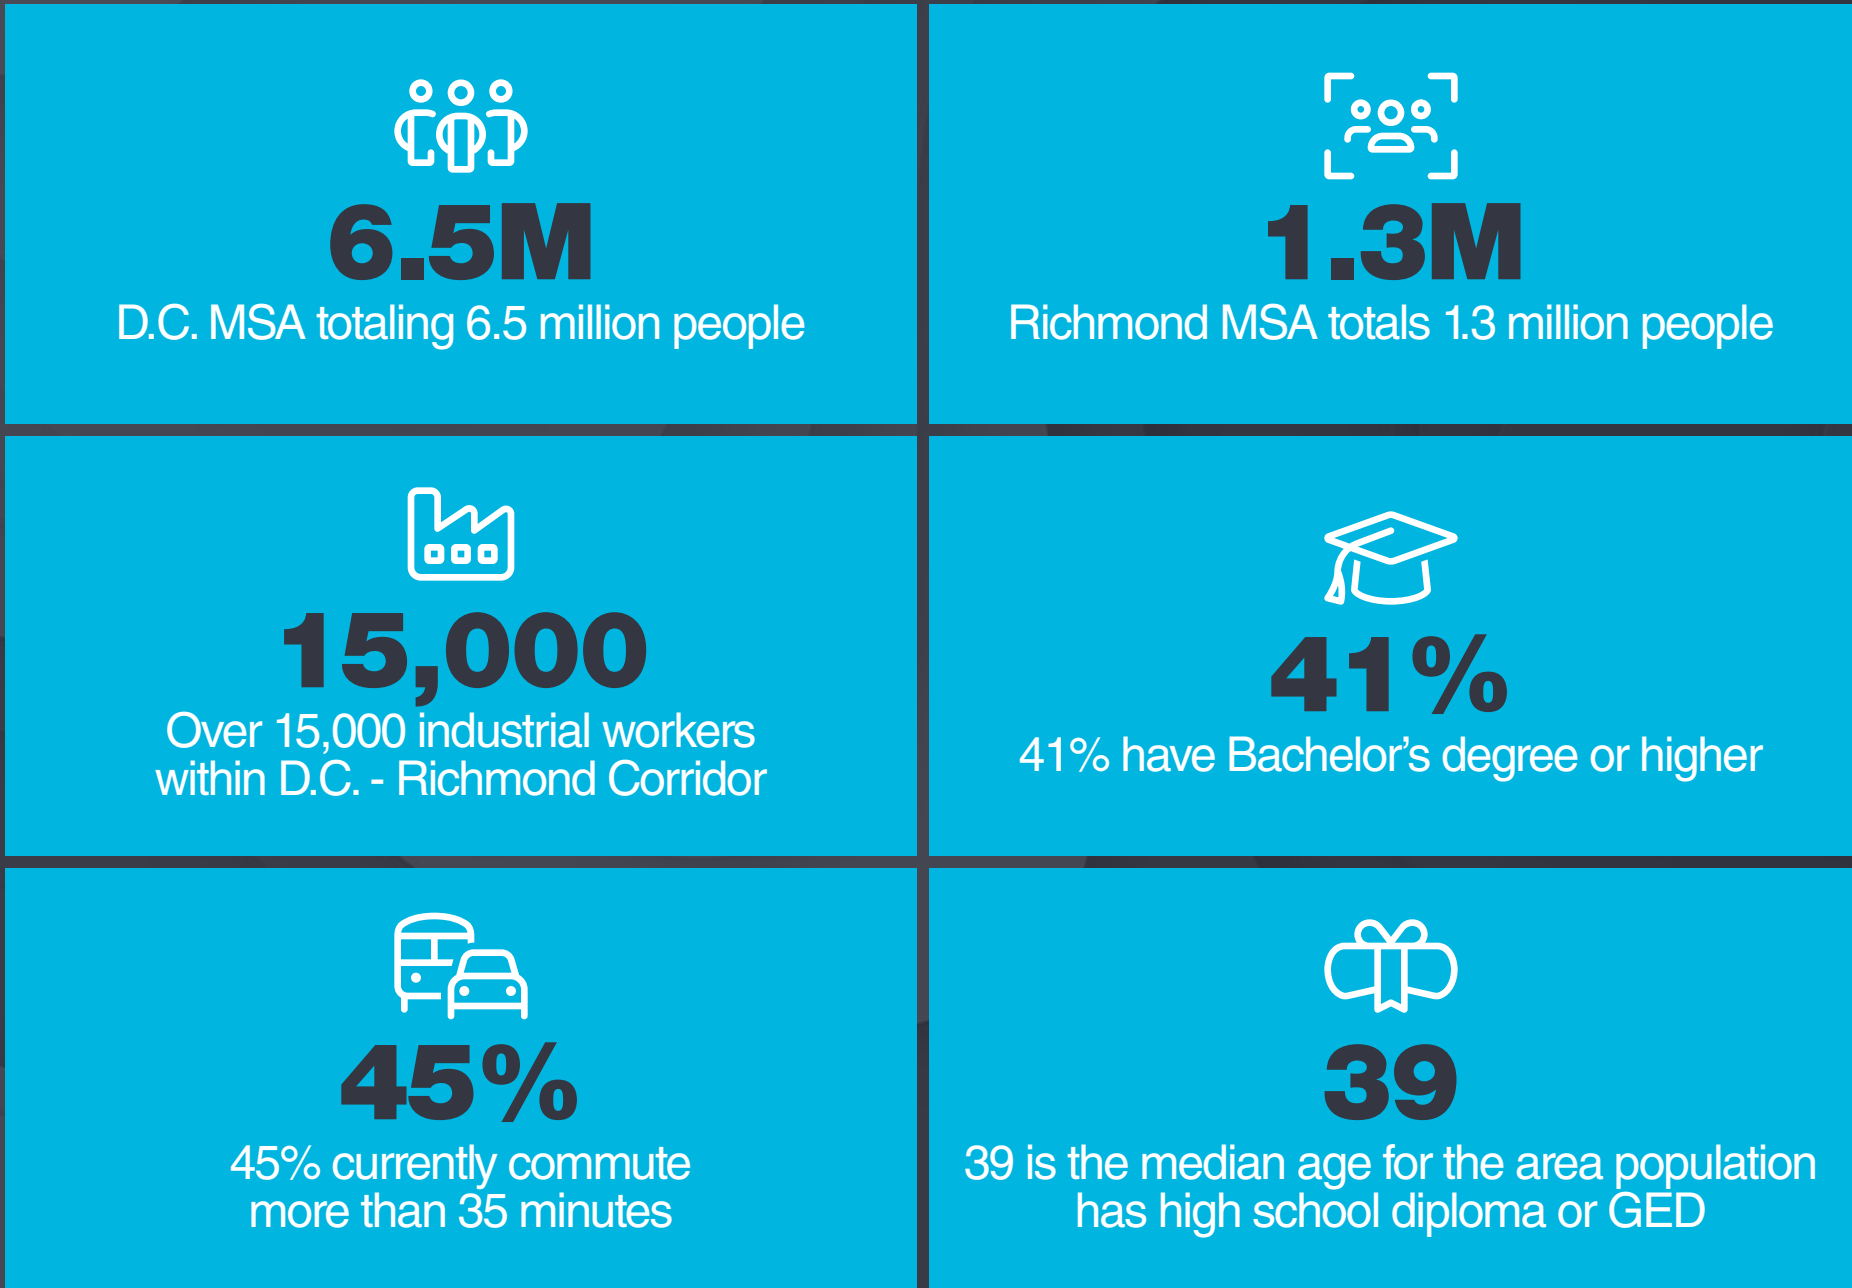 6.5M
D.C. MSA totaling 6.5 million people
1.3M
Richmond MSA totals 1.3 million people
15,000
Over 15,000 industrial workers
within D.C. - Richmond Corridor
41%
41% have Bachelor’s degree or higher
45%
45% currently commute
more than 35 minutes
39
39 is the median age for the area population
has high school diploma or GED